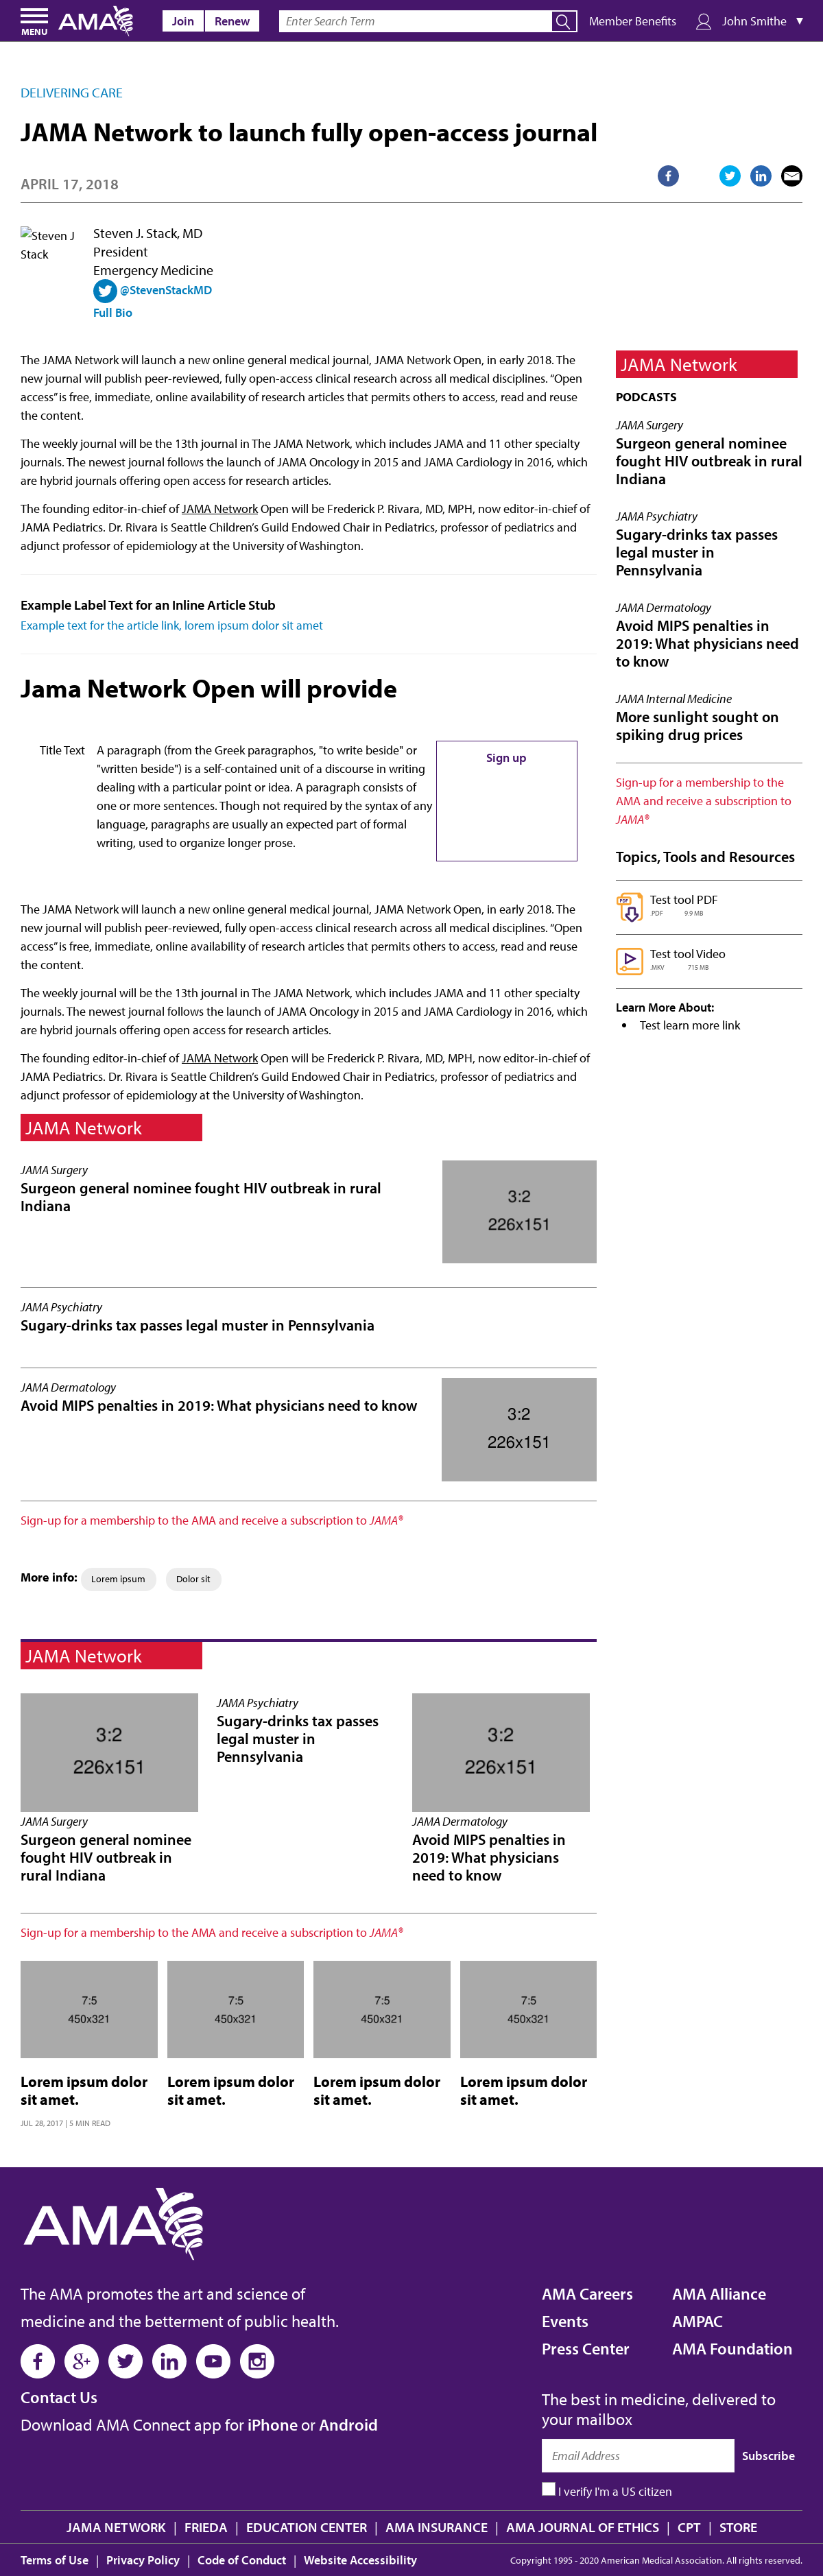 MENU
AMA
Join
Renew
Enter Search Term
Member Benefits
John Smithe ▼
DELIVERING CARE
JAMA Network to launch fully open-access journal
APRIL 17, 2018
Steven J Stack
Steven J. Stack, MD
President
Emergency Medicine
@StevenStackMD
Full Bio
The JAMA Network will launch a new online general medical journal, JAMA Network Open, in early 2018. The
new journal will publish peer-reviewed, fully open-access clinical research across all medical disciplines. “Open
access” is free, immediate, online availability of research articles that permits others to access, read and reuse
the content.
The weekly journal will be the 13th journal in The JAMA Network, which includes JAMA and 11 other specialty
journals. The newest journal follows the launch of JAMA Oncology in 2015 and JAMA Cardiology in 2016, which
are hybrid journals offering open access for research articles.
The founding editor-in-chief of JAMA Network Open will be Frederick P. Rivara, MD, MPH, now editor-in-chief of
JAMA Pediatrics. Dr. Rivara is Seattle Children’s Guild Endowed Chair in Pediatrics, professor of pediatrics and
adjunct professor of epidemiology at the University of Washington.
Example Label Text for an Inline Article Stub
Example text for the article link, lorem ipsum dolor sit amet
Jama Network Open will provide
Title Text
A paragraph (from the Greek paragraphos, "to write beside" or
"written beside") is a self-contained unit of a discourse in writing
dealing with a particular point or idea. A paragraph consists of
one or more sentences. Though not required by the syntax of any
language, paragraphs are usually an expected part of formal
writing, used to organize longer prose.
Sign up
The JAMA Network will launch a new online general medical journal, JAMA Network Open, in early 2018. The
new journal will publish peer-reviewed, fully open-access clinical research across all medical disciplines. “Open
access” is free, immediate, online availability of research articles that permits others to access, read and reuse
the content.
The weekly journal will be the 13th journal in The JAMA Network, which includes JAMA and 11 other specialty
journals. The newest journal follows the launch of JAMA Oncology in 2015 and JAMA Cardiology in 2016, which
are hybrid journals offering open access for research articles.
The founding editor-in-chief of JAMA Network Open will be Frederick P. Rivara, MD, MPH, now editor-in-chief of
JAMA Pediatrics. Dr. Rivara is Seattle Children’s Guild Endowed Chair in Pediatrics, professor of pediatrics and
adjunct professor of epidemiology at the University of Washington.
JAMA Network
JAMA Surgery
Surgeon general nominee fought HIV outbreak in rural
Indiana
3:2
226x151
JAMA Psychiatry
Sugary-drinks tax passes legal muster in Pennsylvania
JAMA Dermatology
Avoid MIPS penalties in 2019: What physicians need to know
3:2
226x151
Sign-up for a membership to the AMA and receive a subscription to JAMA®
More info:
Lorem ipsum
Dolor sit
JAMA Network
3:2
226x151
JAMA Surgery
Surgeon general nominee
fought HIV outbreak in
rural Indiana
JAMA Psychiatry
Sugary-drinks tax passes
legal muster in
Pennsylvania
3:2
226x151
JAMA Dermatology
Avoid MIPS penalties in
2019: What physicians
need to know
Sign-up for a membership to the AMA and receive a subscription to JAMA®
7:5
450x321
Lorem ipsum dolor
sit amet.
JUL 28, 2017 | 5 MIN READ
7:5
450x321
Lorem ipsum dolor
sit amet.
7:5
450x321
Lorem ipsum dolor
sit amet.
7:5
450x321
Lorem ipsum dolor
sit amet.
JAMA Network
PODCASTS
JAMA Surgery
Surgeon general nominee
fought HIV outbreak in rural
Indiana
JAMA Psychiatry
Sugary-drinks tax passes
legal muster in
Pennsylvania
JAMA Dermatology
Avoid MIPS penalties in
2019: What physicians need
to know
JAMA Internal Medicine
More sunlight sought on
spiking drug prices
Sign-up for a membership to the
AMA and receive a subscription to
JAMA®
Topics, Tools and Resources
PDF
Test tool PDF
.PDF 9.9 MB
Test tool Video
.MKV 715 MB
Learn More About:
• Test learn more link
AMA
The AMA promotes the art and science of
medicine and the betterment of public health.
Contact Us
Download AMA Connect app for iPhone or Android
AMA Careers
Events
Press Center
AMA Alliance
AMPAC
AMA Foundation
The best in medicine, delivered to
your mailbox
Email Address
Subscribe
I verify I'm a US citizen
JAMA NETWORK | FRIEDA | EDUCATION CENTER | AMA INSURANCE | AMA JOURNAL OF ETHICS | CPT | STORE
Terms of Use | Privacy Policy | Code of Conduct | Website Accessibility
Copyright 1995 - 2020 American Medical Association. All rights reserved.